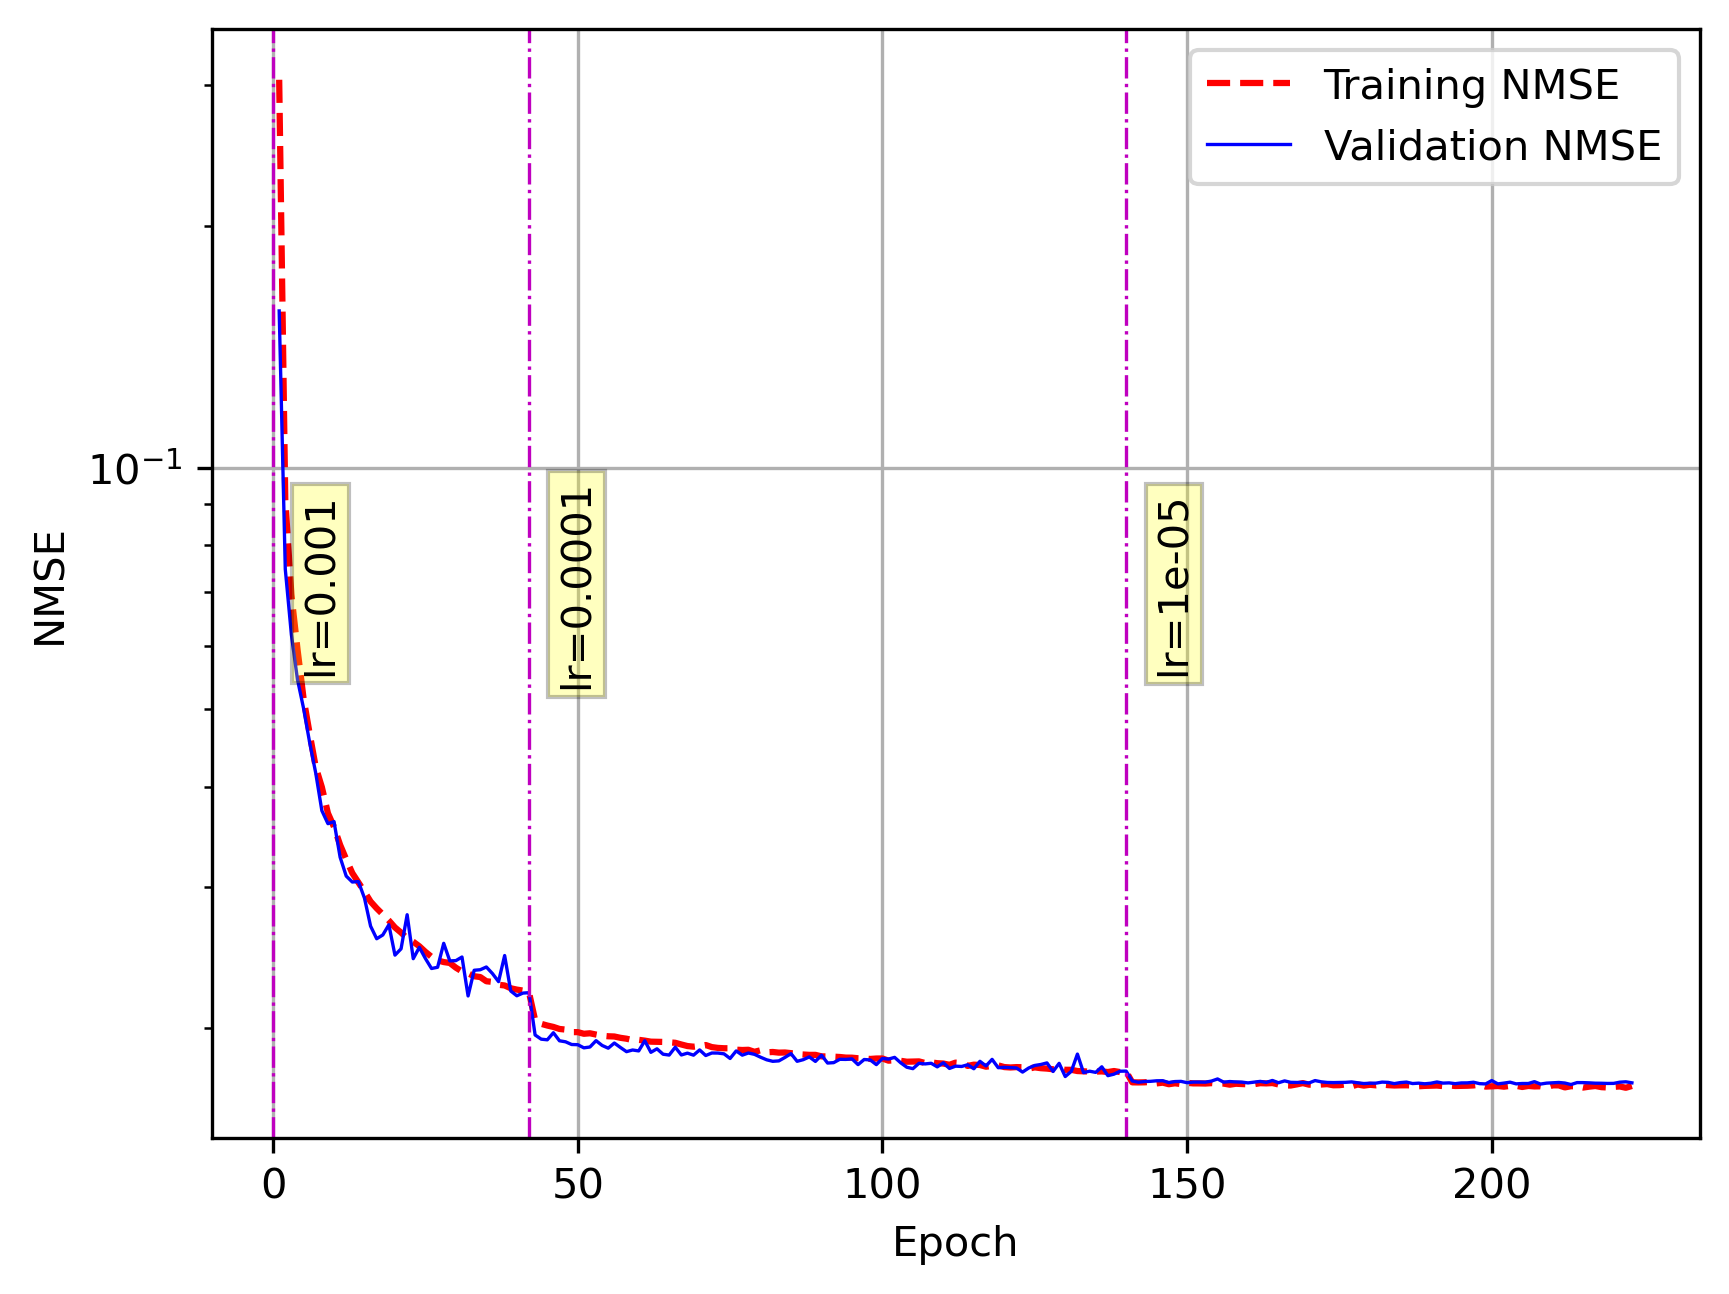 Training NMSE
Validation NMSE
10⁻¹
NMSE
lr=0.001
lr=0.0001
lr=1e-05
0 50 100 150 200
Epoch